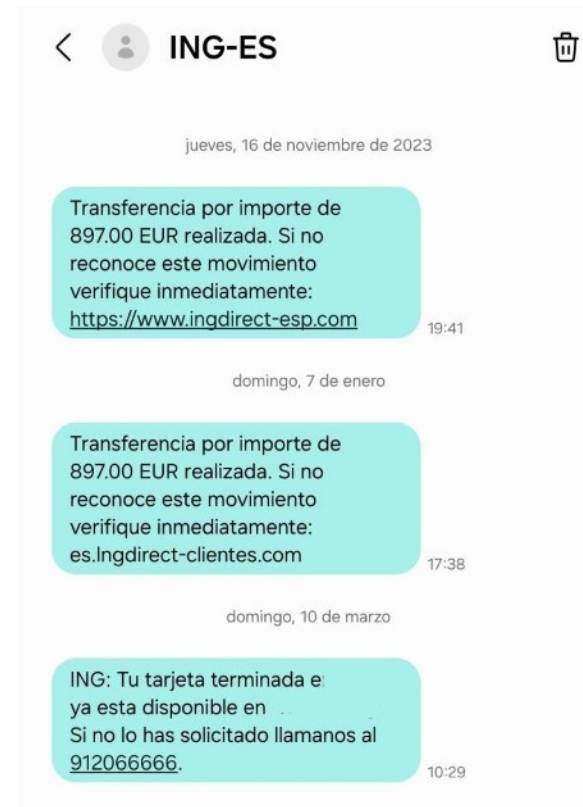 ING-ES
jueves, 16 de noviembre de 2023
Transferencia por importe de
897.00 EUR realizada. Si no
reconoce este movimiento
verifique inmediatamente:
https://www.ingdirect-esp.com
19:41
domingo, 7 de enero
Transferencia por importe de
897.00 EUR realizada. Si no
reconoce este movimiento
verifique inmediatamente:
es.lngdirect-clientes.com
17:38
domingo, 10 de marzo
ING: Tu tarjeta terminada
ya esta disponible en
Si no lo has solicitado llamanos al
912066666.
10:29